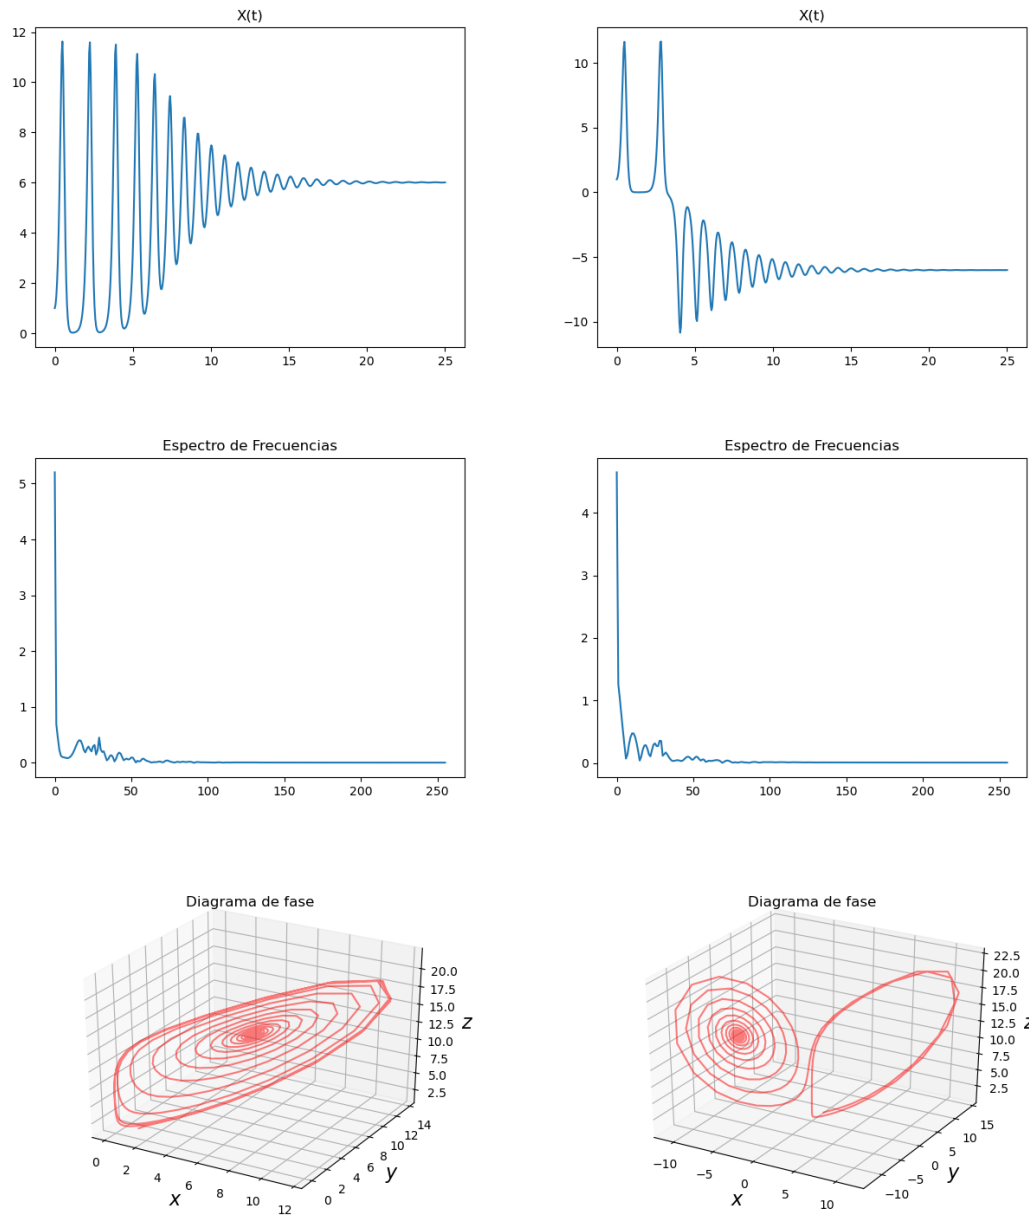 X(t)
12
10
8
6
4
2
0
0 5 10 15 20 25
X(t)
10
5
0
−5
−10
0 5 10 15 20 25
Espectro de Frecuencias
5
4
3
2
1
0
0 50 100 150 200 250
Espectro de Frecuencias
4
3
2
1
0
0 50 100 150 200 250
Diagrama de fase
20.0
17.5
15.0
12.5
10.0
7.5
5.0
2.5
z
0 2 4 6 8 10 12
x
0 2 4 6 8 10 12 14
y
Diagrama de fase
22.5
20.0
17.5
15.0
12.5
10.0
7.5
5.0
2.5
z
−10 −5 0 5 10
x
−10 −5 0 5 10 15
y